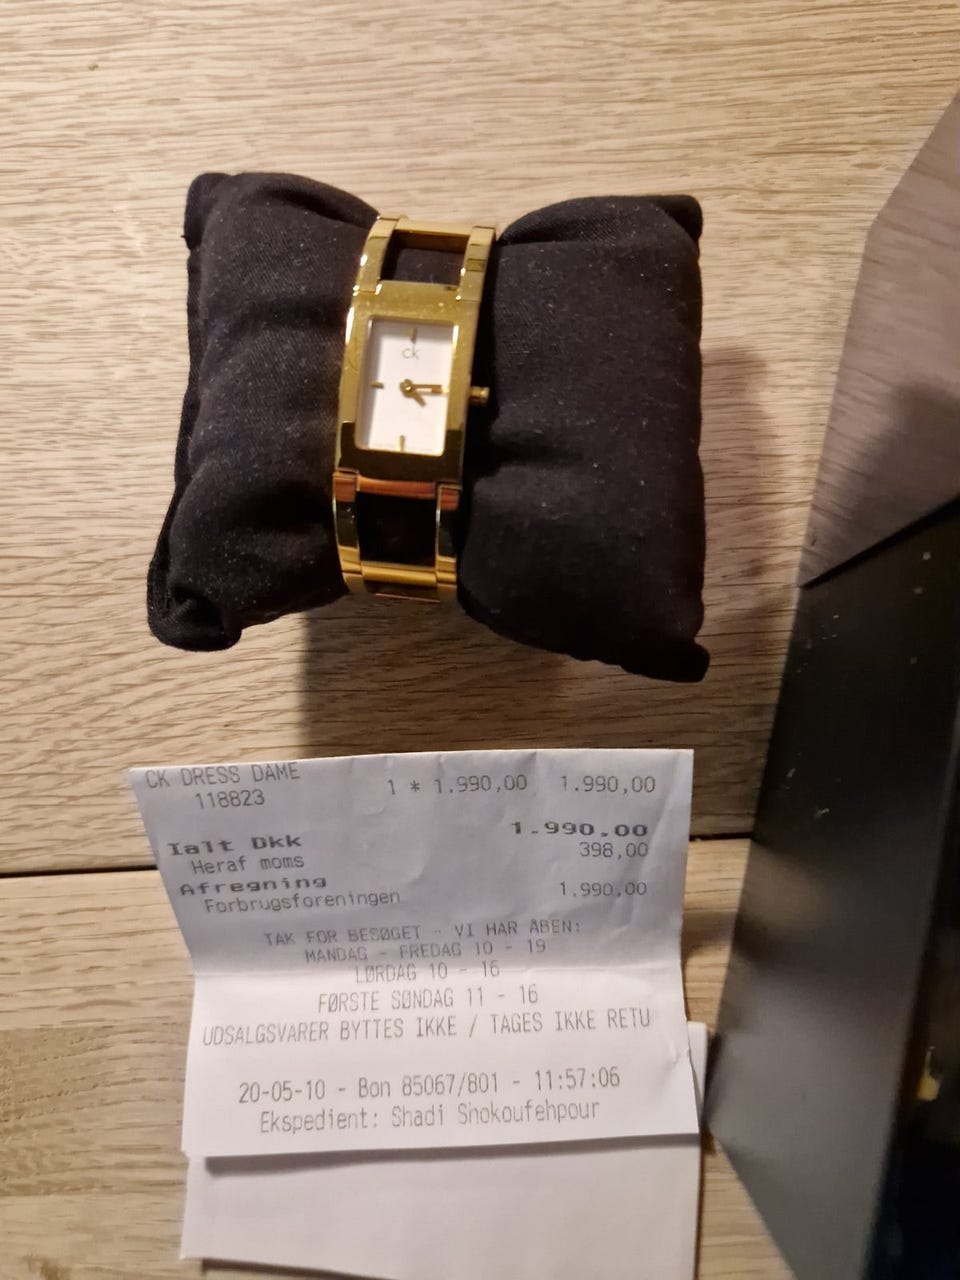 ck
CK DRESS DAME 1 * 1.990,00 1.990,00
118823
Ialt Dkk 1.990,00
Heraf moms 398,00
Afregning
Forbrugsforeningen 1.990,00
TAK FOR BESØGET - VI HAR ÅBEN:
MANDAG - FREDAG 10 - 19
LØRDAG 10 - 16
FØRSTE SØNDAG 11 - 16
UDSALGSVARER BYTTES IKKE / TAGES IKKE RETU
20-05-10 - Bon 85067/801 - 11:57:06
Ekspedient: Shadi Shokoufehpour